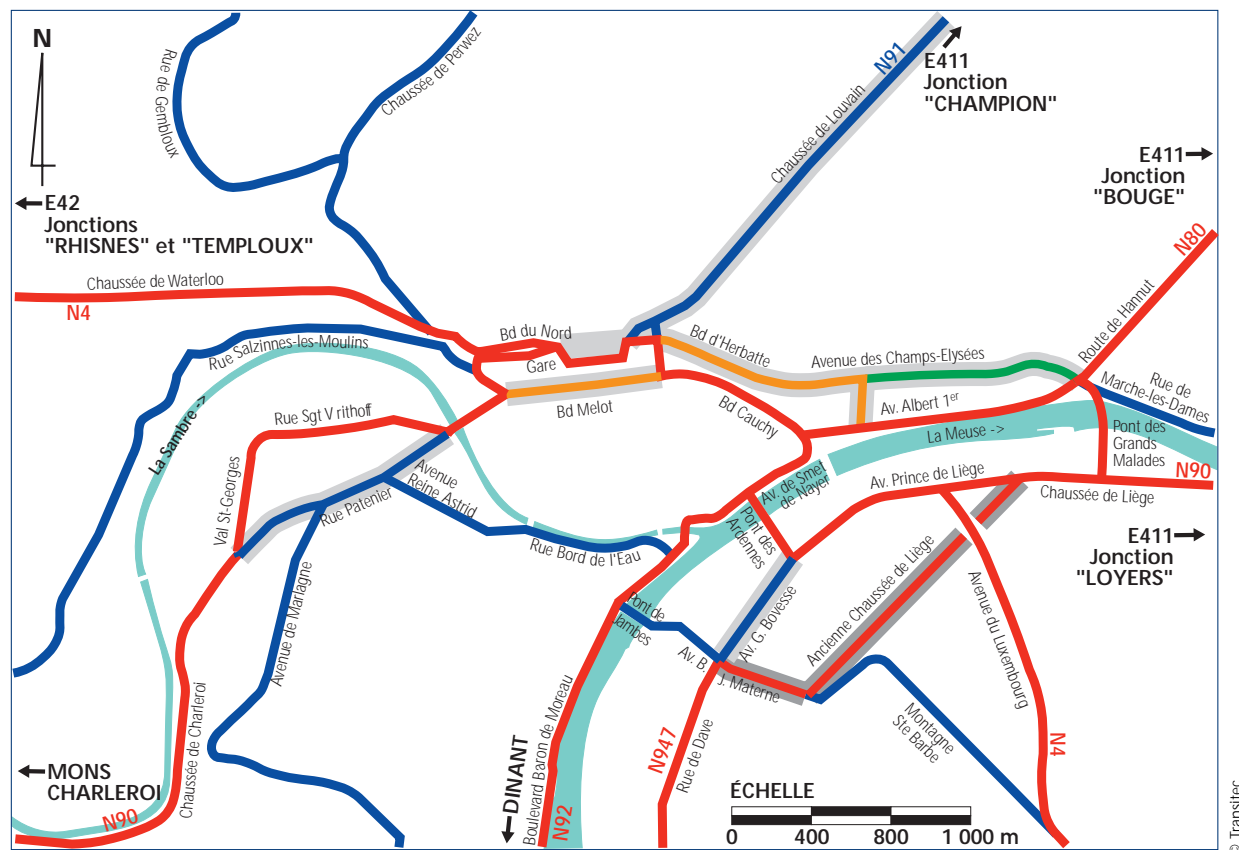 N
Rue de Gembloux
Chaussée de Perwez
N91
E411
Jonction
"CHAMPION"
Chaussée de Louvain
E411
Jonction
"BOUGE"
E42
Jonctions
"RHISNES" et "TEMPLOUX"
N80
Route de Hannut
Chaussée de Waterloo
N4
Bd du Nord
Gare
Bd d'Herbatte
Avenue des Champs-Elysées
Rue Salzinnes-les-Moulins
Bd Melot
Bd Cauchy
Av. Albert 1er
Rue de
Marche-les-Dames
La Sambre ->
Rue Sgt V rithoff
La Meuse ->
Pont des
Grands
Malades
N90
Val St-Georges
Avenue
Reine Astrid
Rue Patenier
Av. de Smet
de Nayer
Av. Prince de Liège
Chaussée de Liège
Pont des
Ardennes
Rue Bord de l'Eau
E411
Jonction
"LOYERS"
Avenue de Marlagne
Pont de
Jambes
Av. G. Bovesse
Ancienne Chaussée de Liège
Avenue du Luxembourg
Av. B.
J. Materne
Chaussée de Charleroi
Boulevard Baron de Moreau
N947
Rue de Dave
Montagne
Ste Barbe
N4
MONS
CHARLEROI
N90
DINANT
N92
ÉCHELLE
0 400 800 1 000 m
© Transitec